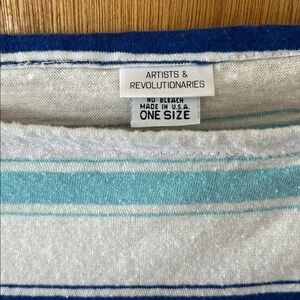 ARTISTS &
REVOLUTIONARIES
NO BLEACH
MADE IN U.S.A.
ONE SIZE